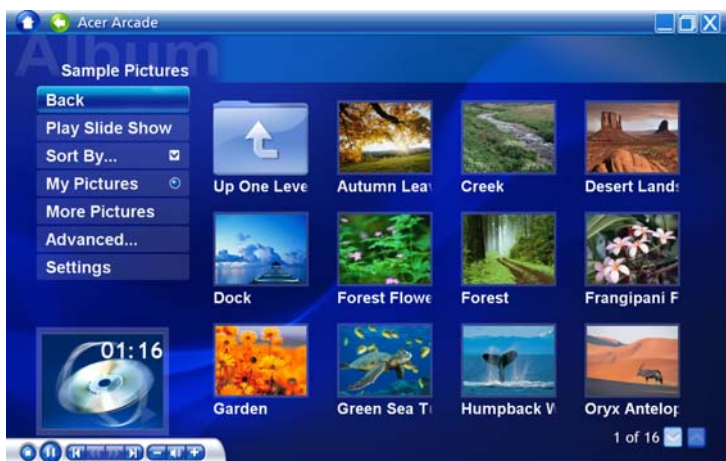 Acer Arcade
Album
Sample Pictures
Back
Play Slide Show
Sort By...
My Pictures
More Pictures
Advanced...
Settings
Up One Leve
Autumn Lea
Creek
Desert Lands
Dock
Forest Flowe
Forest
Frangipani F
Garden
Green Sea T
Humpback W
Oryx Antelop
01:16
1 of 16